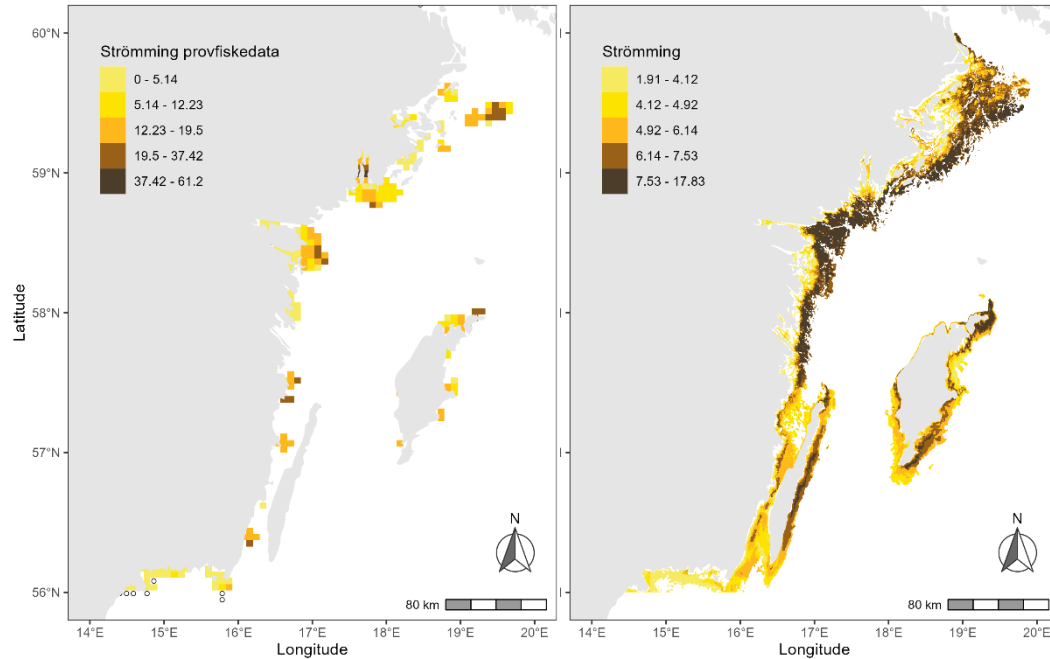 Strömming provfiskedata
0 - 5.14
5.14 - 12.23
12.23 - 19.5
19.5 - 37.42
37.42 - 61.2
Strömming
1.91 - 4.12
4.12 - 4.92
4.92 - 6.14
6.14 - 7.53
7.53 - 17.83
60°N
59°N
58°N
57°N
56°N
Latitude
N
80 km
N
80 km
14°E 15°E 16°E 17°E 18°E 19°E 20°E
14°E 15°E 16°E 17°E 18°E 19°E 20°E
Longitude
Longitude